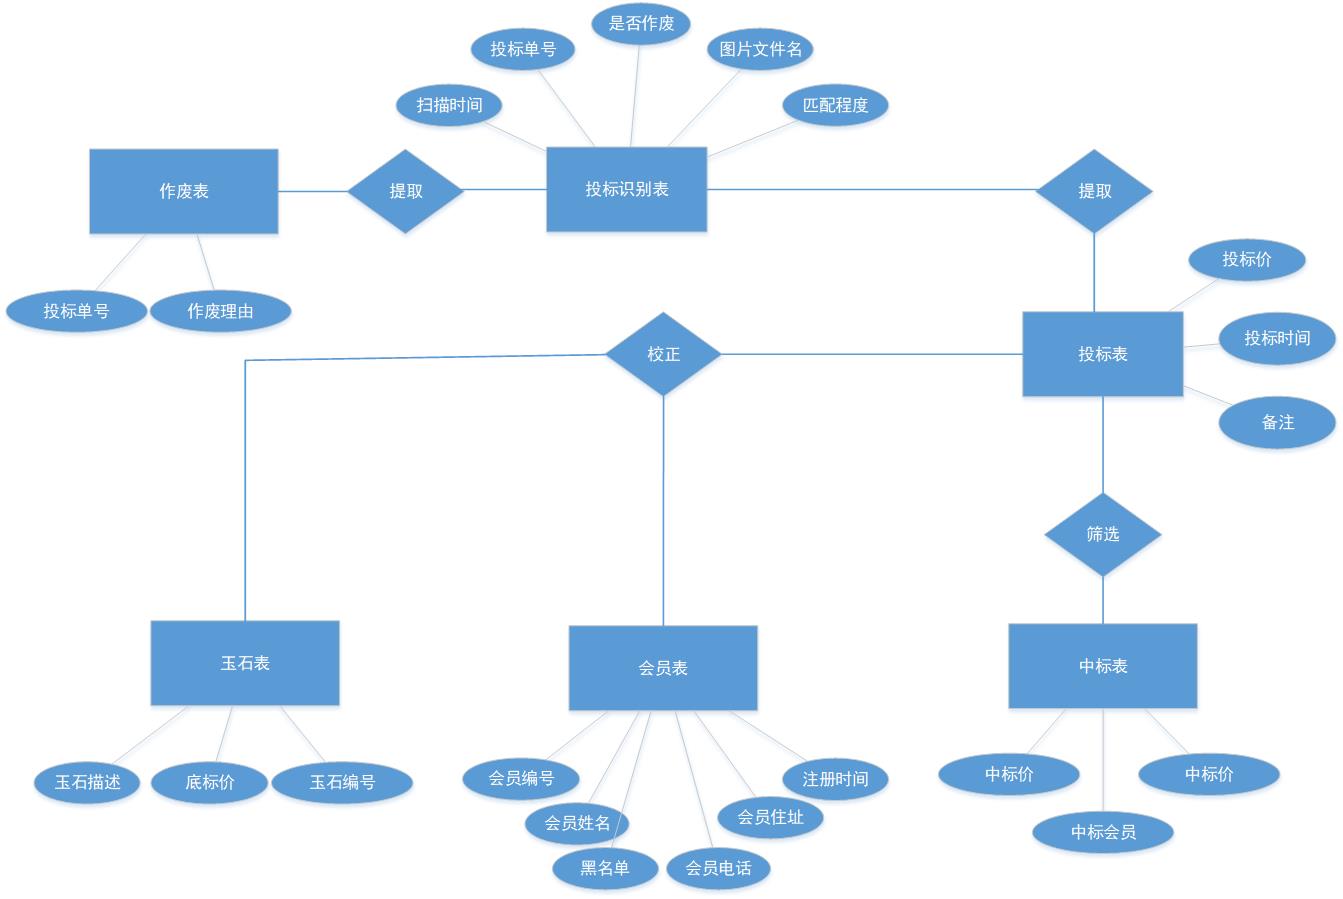 是否作废
投标单号
图片文件名
扫描时间
匹配程度
作废表
提取
投标识别表
提取
投标价
投标单号
作废理由
投标时间
校正
投标表
备注
筛选
玉石表
会员表
中标表
玉石描述
底标价
玉石编号
会员编号
注册时间
中标价
中标价
会员姓名
会员住址
中标会员
黑名单
会员电话